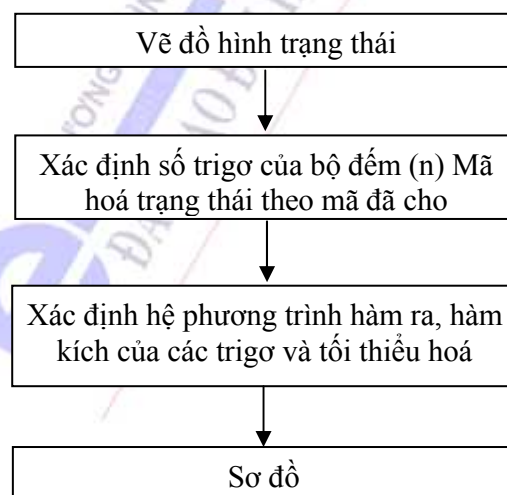 Vẽ đồ hình trạng thái
Xác định số trigơ của bộ đếm (n) Mã
hoá trạng thái theo mã đã cho
Xác định hệ phương trình hàm ra, hàm
kích của các trigơ và tối thiểu hoá
Sơ đồ